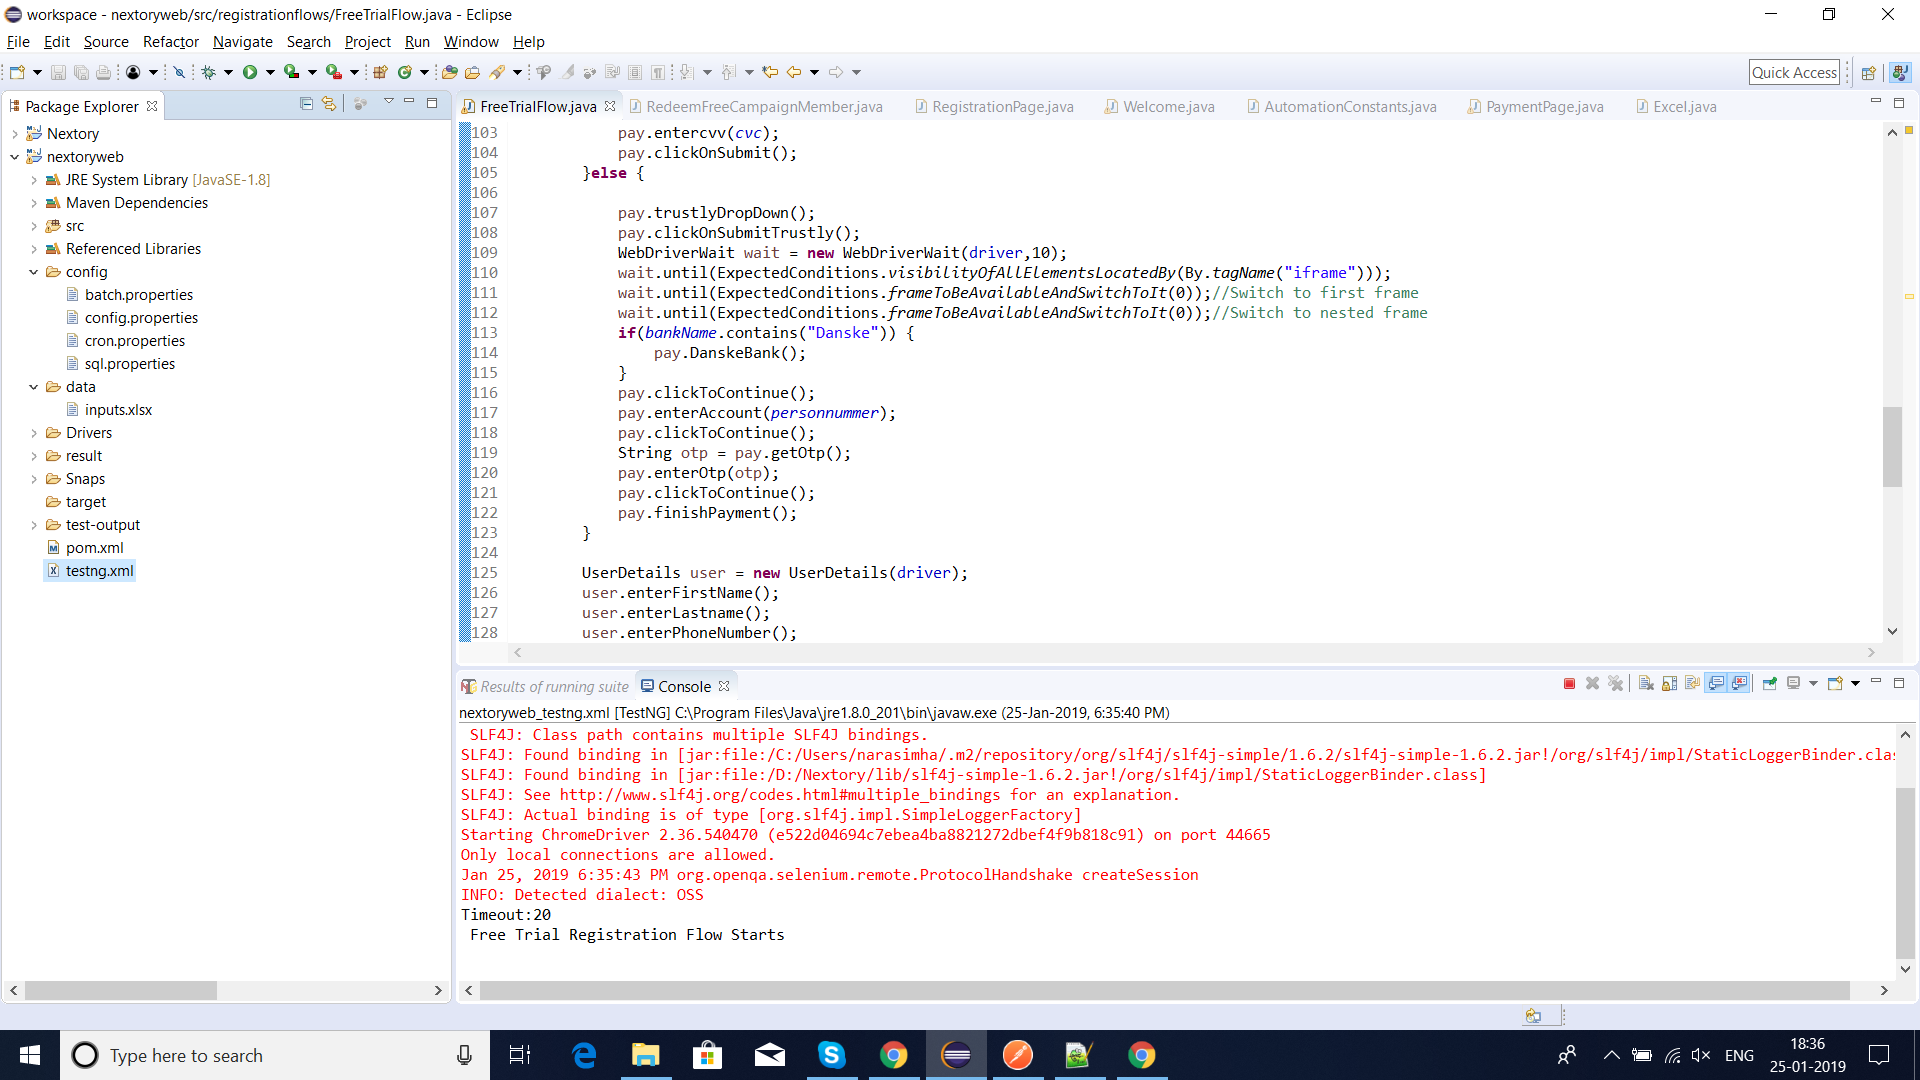 workspace - nextoryweb/src/registrationflows/FreeTrialFlow.java - Eclipse
File Edit Source Refactor Navigate Search Project Run Window Help
Quick Access
Package Explorer
FreeTrialFlow.java RedeemFreeCampaignMember.java RegistrationPage.java Welcome.java AutomationConstants.java PaymentPage.java Excel.java
Nextory
nextoryweb
JRE System Library [JavaSE-1.8]
Maven Dependencies
src
Referenced Libraries
config
batch.properties
config.properties
cron.properties
sql.properties
data
inputs.xlsx
Drivers
result
Snaps
target
test-output
pom.xml
testng.xml
103 pay.entercvv(cvc);
104 pay.clickOnSubmit();
105 }else {
106
107 pay.trustlyDropDown();
108 pay.clickOnSubmitTrustly();
109 WebDriverWait wait = new WebDriverWait(driver,10);
110 wait.until(ExpectedConditions.visibilityOfAllElementsLocatedBy(By.tagName("iframe")));
111 wait.until(ExpectedConditions.frameToBeAvailableAndSwitchToIt(0));//Switch to first frame
112 wait.until(ExpectedConditions.frameToBeAvailableAndSwitchToIt(0));//Switch to nested frame
113 if(bankName.contains("Danske")) {
114 pay.DanskeBank();
115 }
116 pay.clickToContinue();
117 pay.enterAccount(personnummer);
118 pay.clickToContinue();
119 String otp = pay.getOtp();
120 pay.enterOtp(otp);
121 pay.clickToContinue();
122 pay.finishPayment();
123 }
124
125 UserDetails user = new UserDetails(driver);
126 user.enterFirstName();
127 user.enterLastname();
128 user.enterPhoneNumber();
Results of running suite Console
nextoryweb_testng.xml [TestNG] C:\Program Files\Java\jre1.8.0_201\bin\javaw.exe (25-Jan-2019, 6:35:40 PM)
SLF4J: Class path contains multiple SLF4J bindings.
SLF4J: Found binding in [jar:file:/C:/Users/narasimha/.m2/repository/org/slf4j/slf4j-simple/1.6.2/slf4j-simple-1.6.2.jar!/org/slf4j/impl/StaticLoggerBinder.clas
SLF4J: Found binding in [jar:file:/D:/Nextory/lib/slf4j-simple-1.6.2.jar!/org/slf4j/impl/StaticLoggerBinder.class]
SLF4J: See http://www.slf4j.org/codes.html#multiple_bindings for an explanation.
SLF4J: Actual binding is of type [org.slf4j.impl.SimpleLoggerFactory]
Starting ChromeDriver 2.36.540470 (e522d04694c7ebea4ba8821272dbef4f9b818c91) on port 44665
Only local connections are allowed.
Jan 25, 2019 6:35:43 PM org.openqa.selenium.remote.ProtocolHandshake createSession
INFO: Detected dialect: OSS
Timeout:20
Free Trial Registration Flow Starts
Type here to search
ENG
18:36
25-01-2019